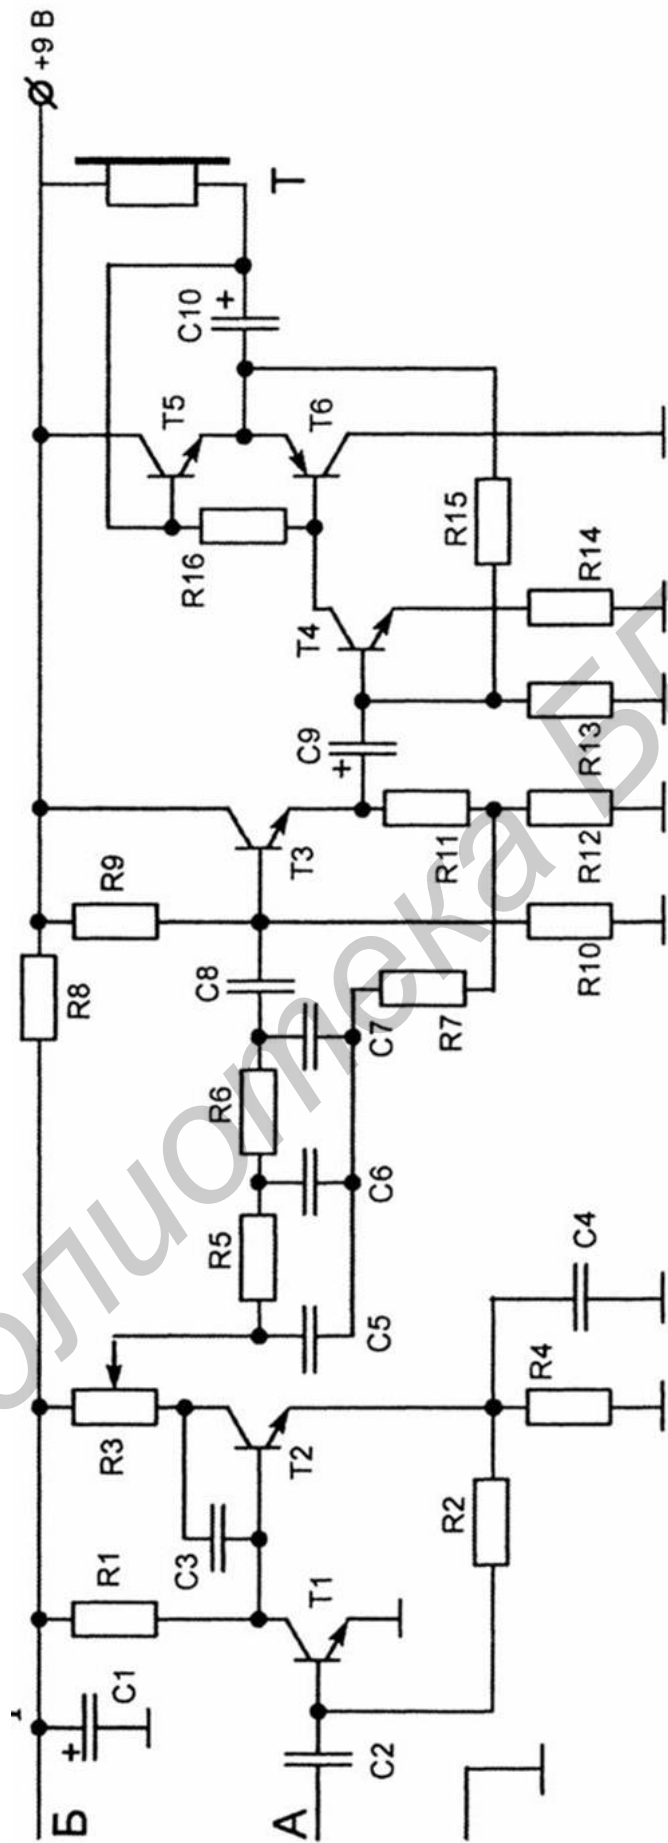 +9 В
Т
C10
+
T5
T6
R16
R15
T4
R14
C9
+
R13
T3
R11
R12
R9
R10
R8
C8
C7
R7
R6
C6
R5
C5
C4
R3
R4
T2
C3
R2
R1
T1
C1
+
C2
Б
А